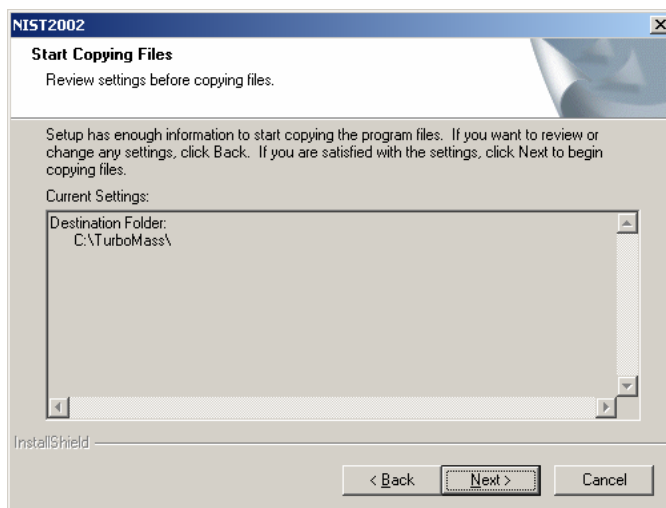 NIST2002
Start Copying Files
Review settings before copying files.
Setup has enough information to start copying the program files. If you want to review or
change any settings, click Back. If you are satisfied with the settings, click Next to begin
copying files.
Current Settings:
Destination Folder:
C:\TurboMass\
InstallShield
< Back
Next >
Cancel